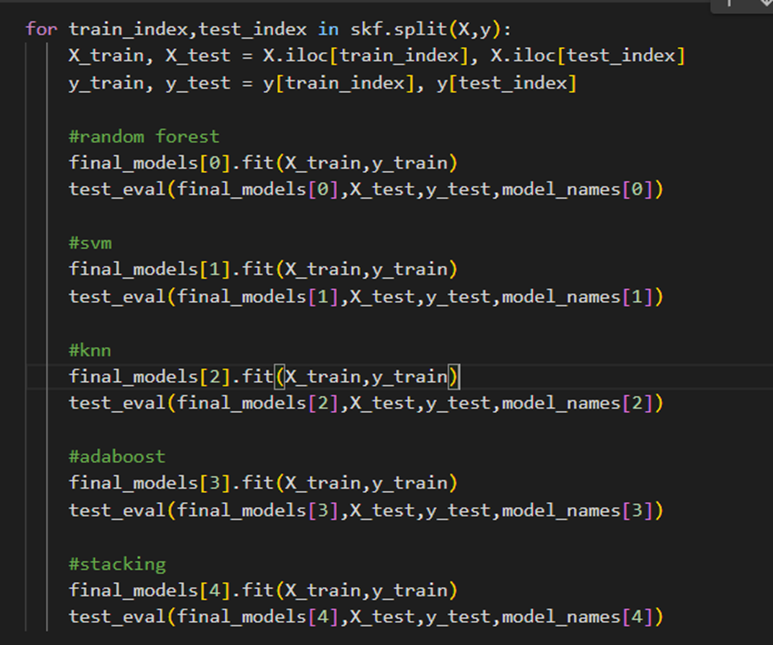 for train_index,test_index in skf.split(X,y):
    X_train, X_test = X.iloc[train_index], X.iloc[test_index]
    y_train, y_test = y[train_index], y[test_index]

    #random forest
    final_models[0].fit(X_train,y_train)
    test_eval(final_models[0],X_test,y_test,model_names[0])

    #svm
    final_models[1].fit(X_train,y_train)
    test_eval(final_models[1],X_test,y_test,model_names[1])

    #knn
    final_models[2].fit(X_train,y_train)
    test_eval(final_models[2],X_test,y_test,model_names[2])

    #adaboost
    final_models[3].fit(X_train,y_train)
    test_eval(final_models[3],X_test,y_test,model_names[3])

    #stacking
    final_models[4].fit(X_train,y_train)
    test_eval(final_models[4],X_test,y_test,model_names[4])